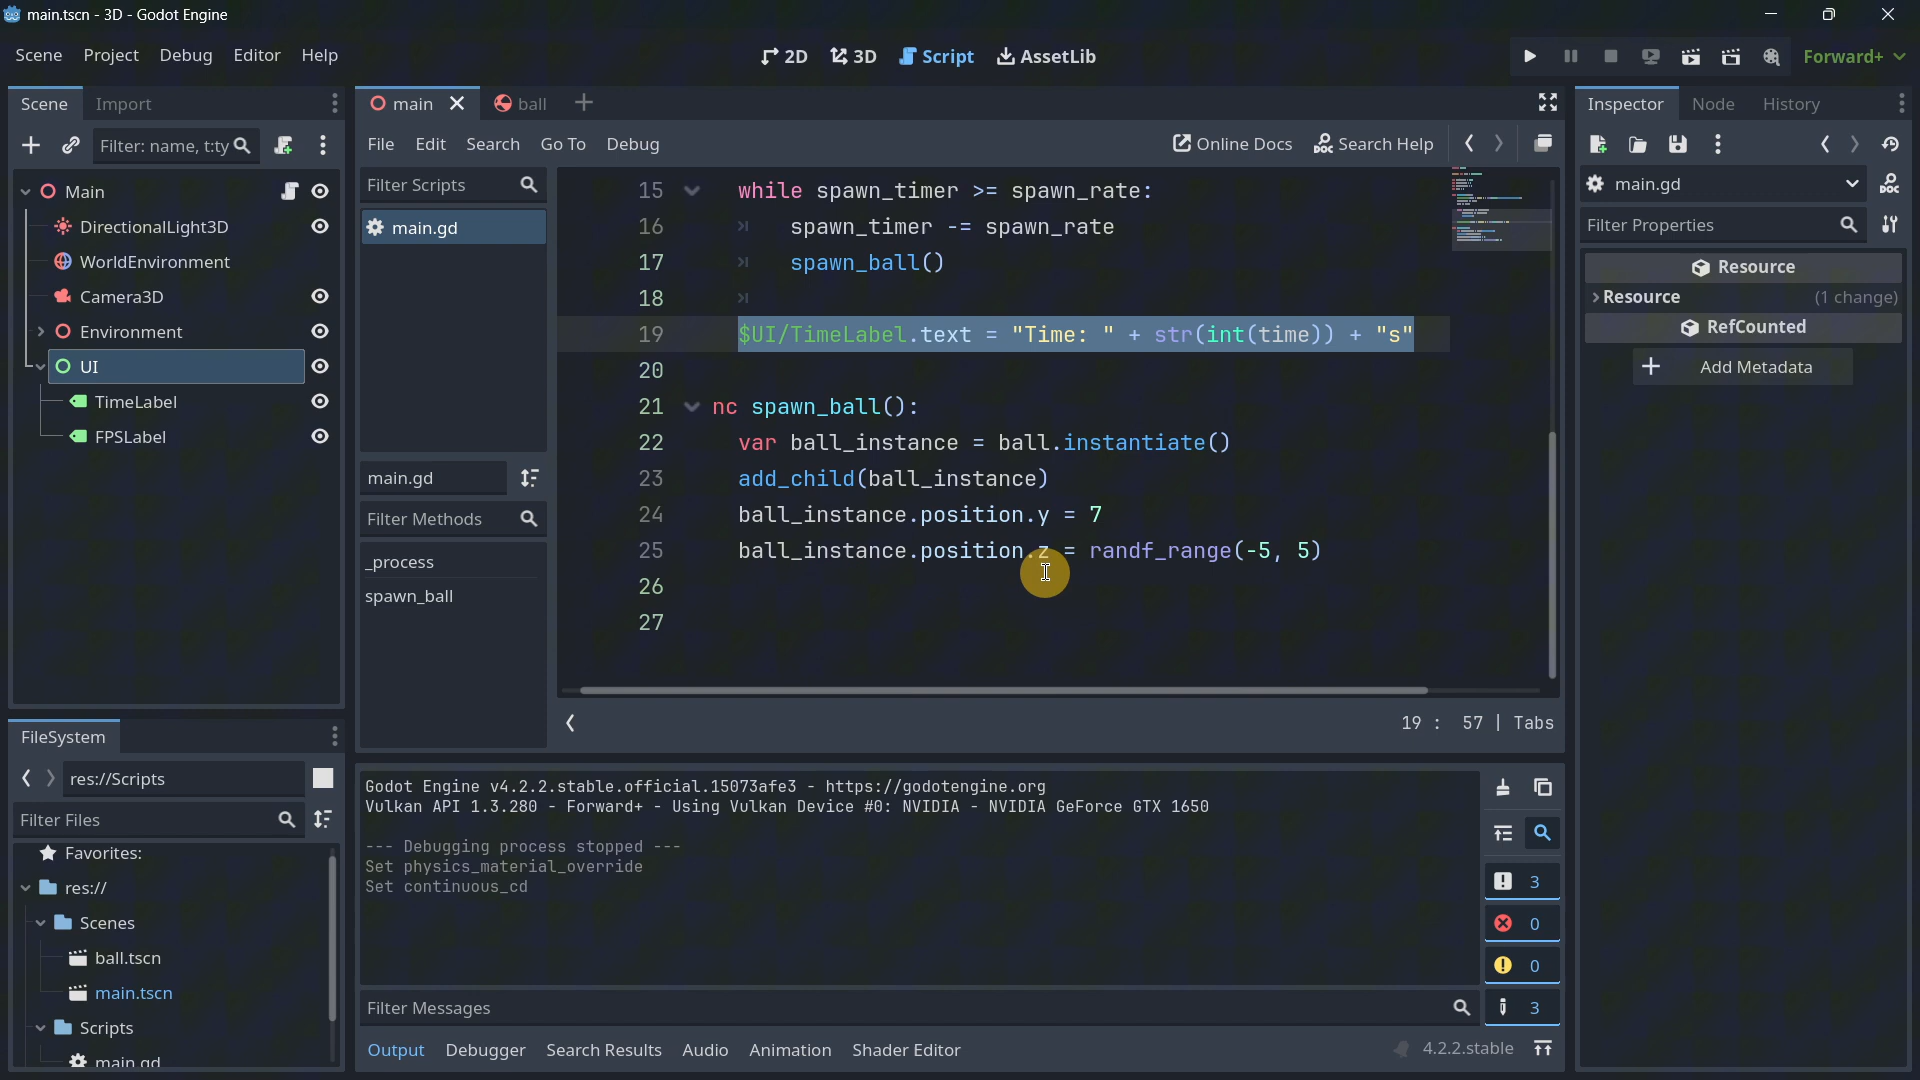 main.tscn - 3D - Godot Engine
Scene Project Debug Editor Help
2D 3D Script AssetLib
Forward+
Scene Import
Filter: name, t:ty
Main
DirectionalLight3D
WorldEnvironment
Camera3D
Environment
UI
TimeLabel
FPSLabel
FileSystem
res://Scripts
Filter Files
Favorites:
res://
Scenes
ball.tscn
main.tscn
Scripts
main.gd
main ball
File Edit Search Go To Debug
Online Docs Search Help
Filter Scripts
main.gd
main.gd
Filter Methods
_process
spawn_ball
15 while spawn_timer >= spawn_rate:
16 spawn_timer -= spawn_rate
17 spawn_ball()
18
19 $UI/TimeLabel.text = "Time: " + str(int(time)) + "s"
20
21 nc spawn_ball():
22 var ball_instance = ball.instantiate()
23 add_child(ball_instance)
24 ball_instance.position.y = 7
25 ball_instance.position.z = randf_range(-5, 5)
26
27
19 : 57 | Tabs
Godot Engine v4.2.2.stable.official.15073afe3 - https://godotengine.org
Vulkan API 1.3.280 - Forward+ - Using Vulkan Device #0: NVIDIA - NVIDIA GeForce GTX 1650
--- Debugging process stopped ---
Set physics_material_override
Set continuous_cd
3
0
0
3
Filter Messages
Output Debugger Search Results Audio Animation Shader Editor
4.2.2.stable
Inspector Node History
main.gd
Filter Properties
Resource
Resource (1 change)
RefCounted
Add Metadata